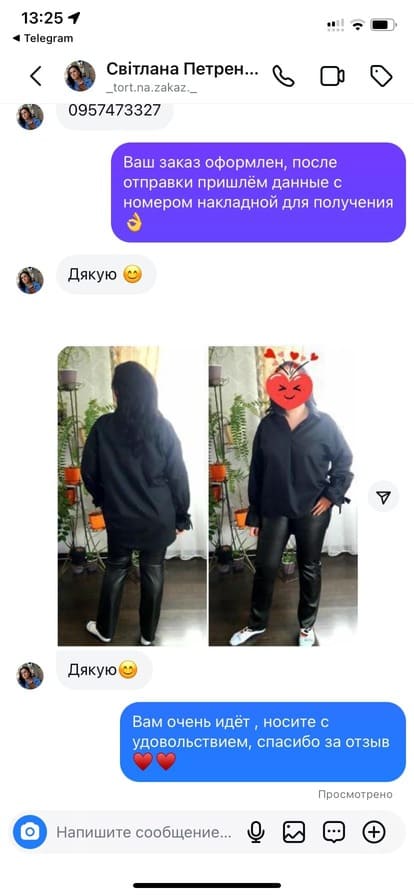 13:25
Telegram
Світлана Петрен...
_tort.na.zakaz._
0957473327
Ваш заказ оформлен, после
отправки пришлём данные с
номером накладной для получения
👌
Дякую 😊
Дякую😊
Вам очень идёт , носите с
удовольствием, спасибо за отзыв
♥️♥️
Просмотрено
Напишите сообщение...